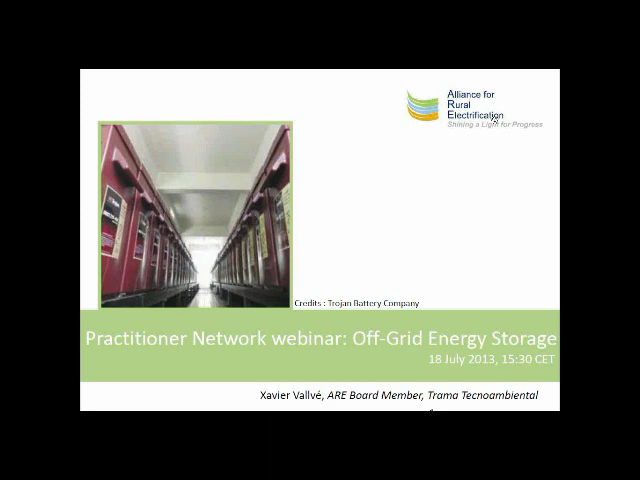 Alliance for
Rural
Electrification
Shining a Light for Progress
Credits : Trojan Battery Company
Practitioner Network webinar: Off-Grid Energy Storage
18 July 2013, 15:30 CET
Xavier Vallvé, ARE Board Member, Trama Tecnoambiental